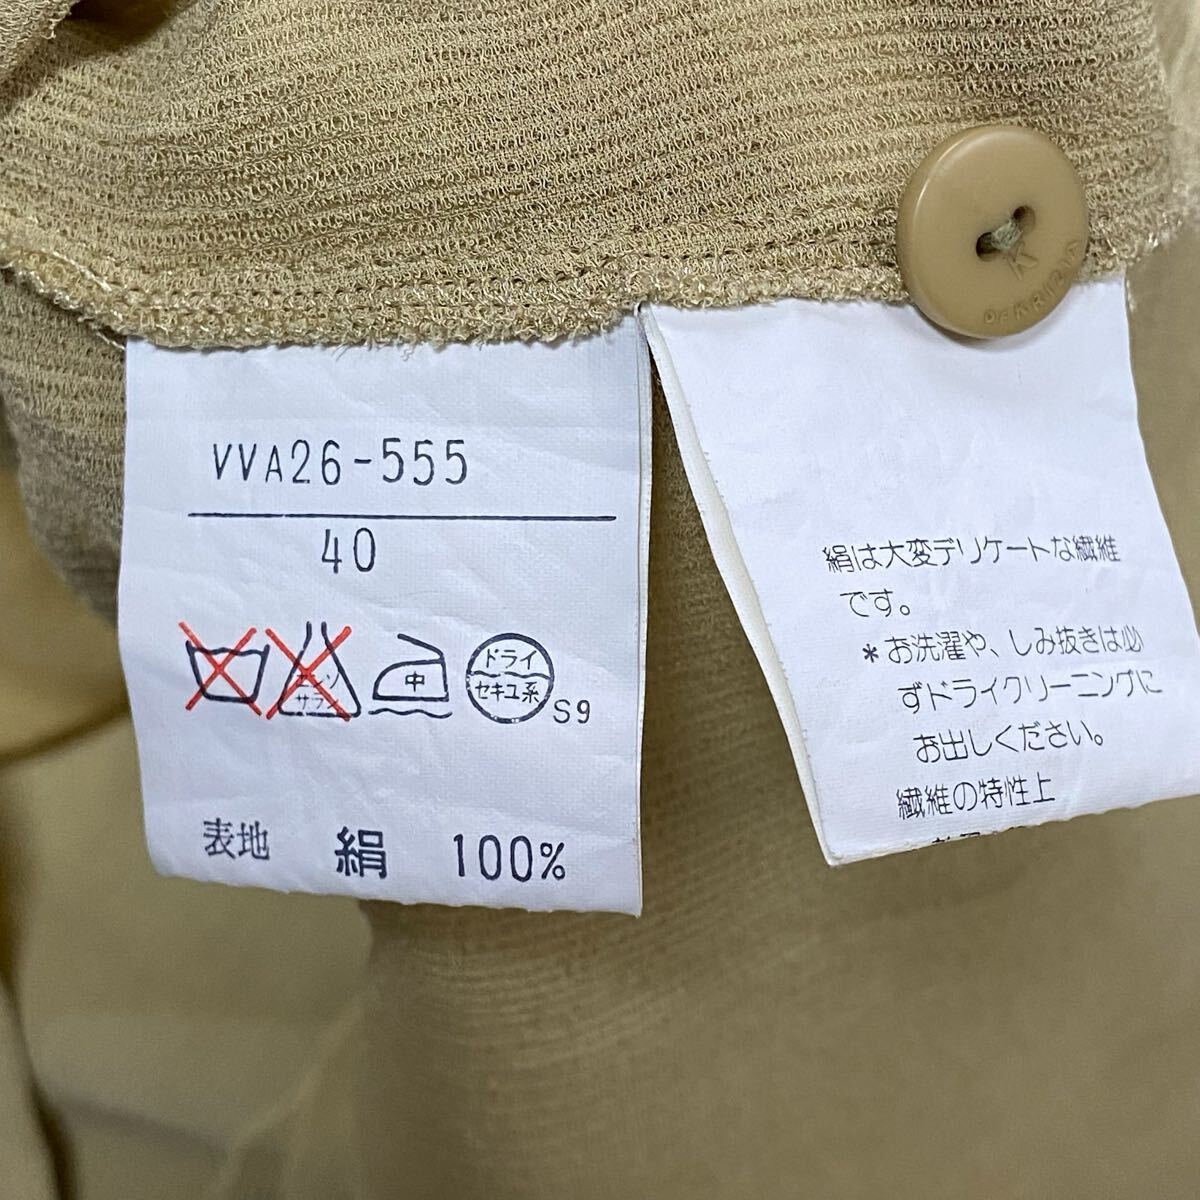 VVA26-555
40
エンソ
サラシ
中
ドライ
セキユ系
S9
表地 絹 100%
K
絹は大変デリケートな繊維
です。
*お洗濯や、しみ抜きは必
ずドライクリーニングに
お出しください。
繊維の特性上